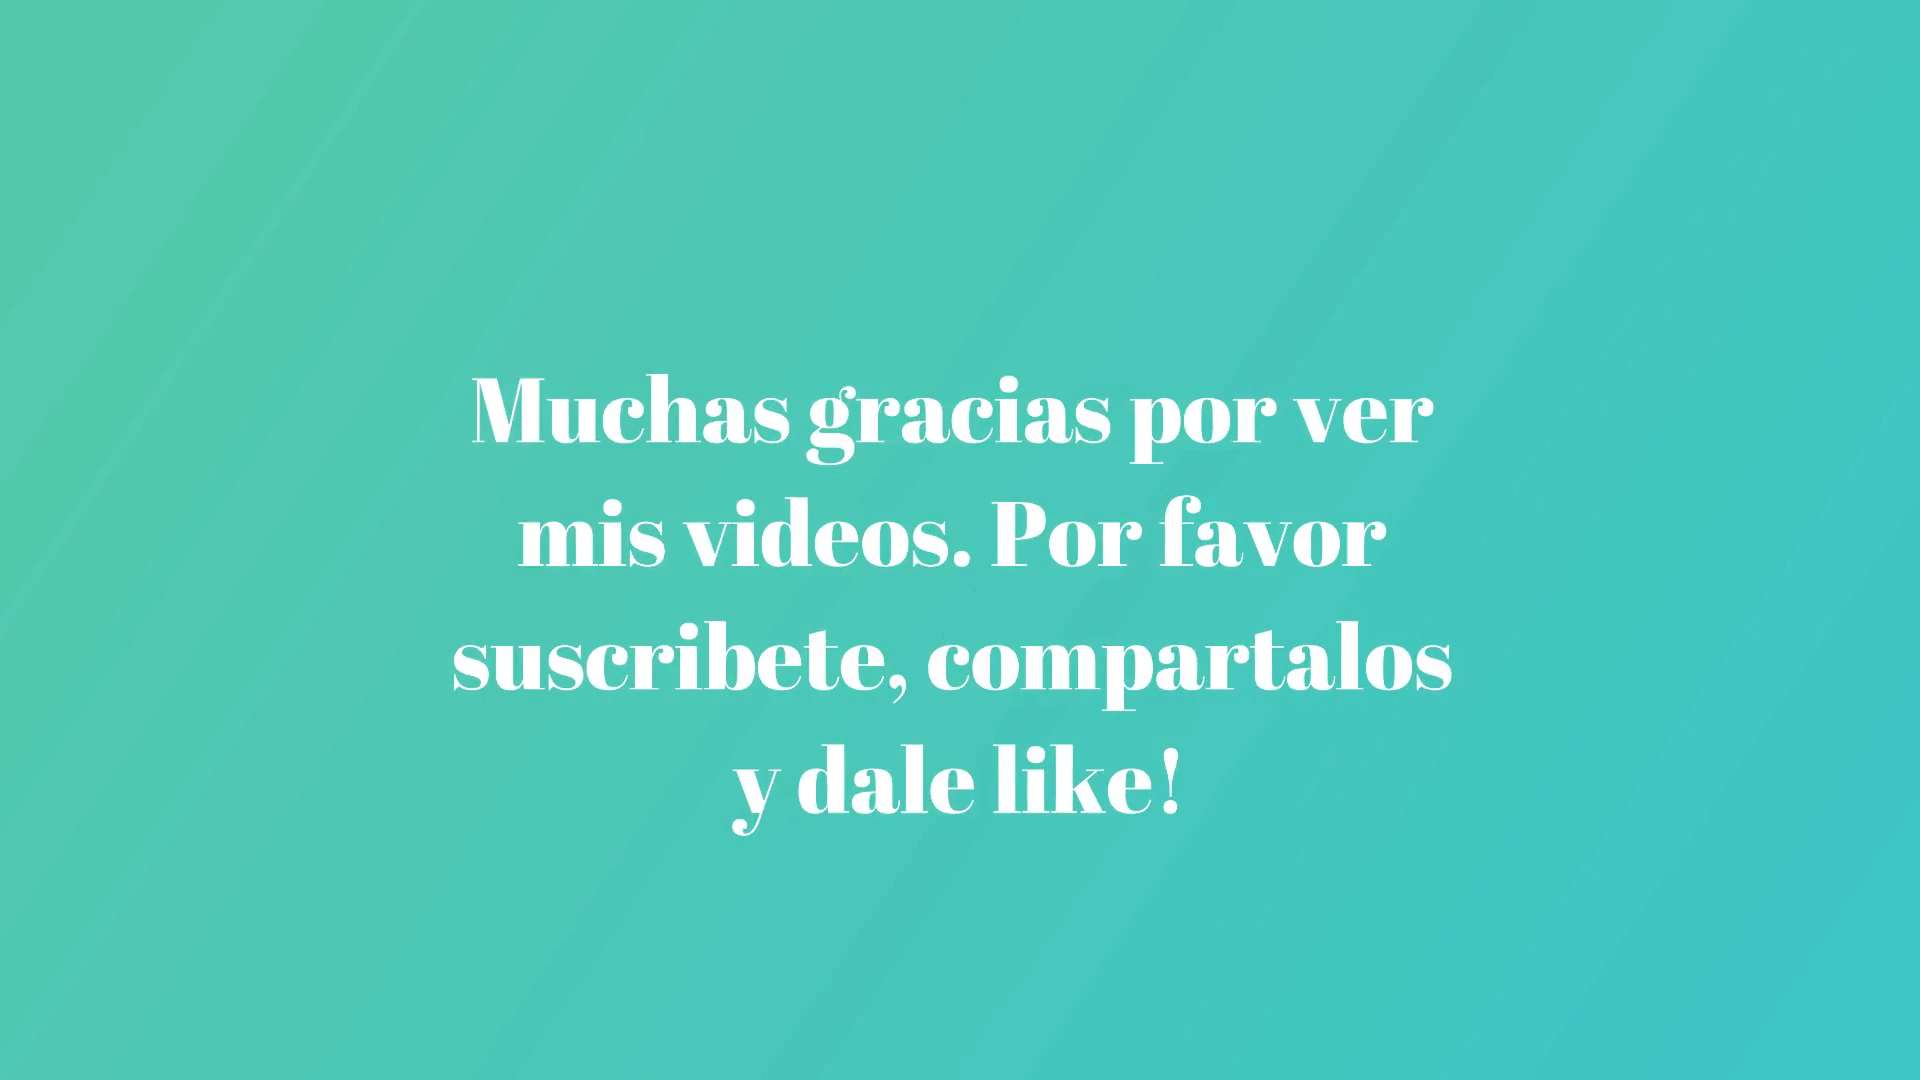 Muchas gracias por ver
mis videos. Por favor
suscribete, compartalos
y dale like!